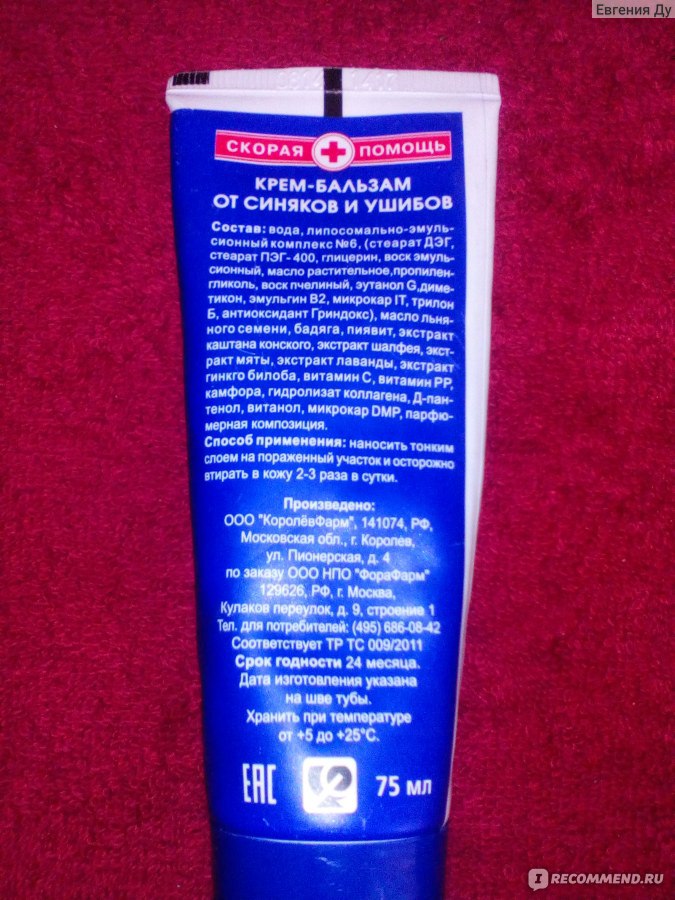 Евгения Ду
СКОРАЯ ПОМОЩЬ
КРЕМ-БАЛЬЗАМ
ОТ СИНЯКОВ И УШИБОВ
Состав: вода, липосомально-эмуль-
сионный комплекс №6, (стеарат ДЭГ,
стеарат ПЭГ- 400, глицерин, воск эмуль-
сионный, масло растительное,пропилен-
гликоль, воск пчелиный, эутанол G,диме-
тикон, эмульгин В2, микрокар IT, трилон
Б, антиоксидант Гриндокс), масло льня-
ного семени, бадяга, пиявит, экстракт
каштана конского, экстракт шалфея, экст-
ракт мяты, экстракт лаванды, экстракт
гинкго билоба, витамин С, витамин РР,
камфора, гидролизат коллагена, Д-пан-
тенол, витанол, микрокар DMP, парфю-
мерная композиция.
Способ применения: наносить тонким
слоем на пораженный участок и осторожно
втирать в кожу 2-3 раза в сутки.
Произведено:
ООО "КоролёвФарм", 141074, РФ,
Московская обл., г. Королёв,
ул. Пионерская, д. 4
по заказу ООО НПО "ФораФарм"
129626, РФ, г. Москва,
Кулаков переулок, д. 9, строение 1
Тел. для потребителей: (495) 686-08-42
Соответствует ТР ТС 009/2011
Срок годности 24 месяца.
Дата изготовления указана
на шве тубы.
Хранить при температуре
от +5 до +25°С.
EAC 75 мл
IRECOMMEND.RU